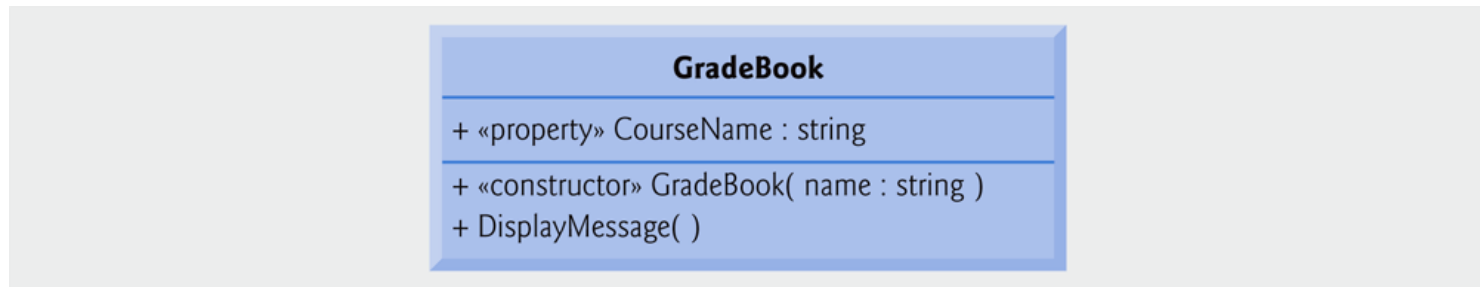 GradeBook
+ «property» CourseName : string
+ «constructor» GradeBook( name : string )
+ DisplayMessage( )